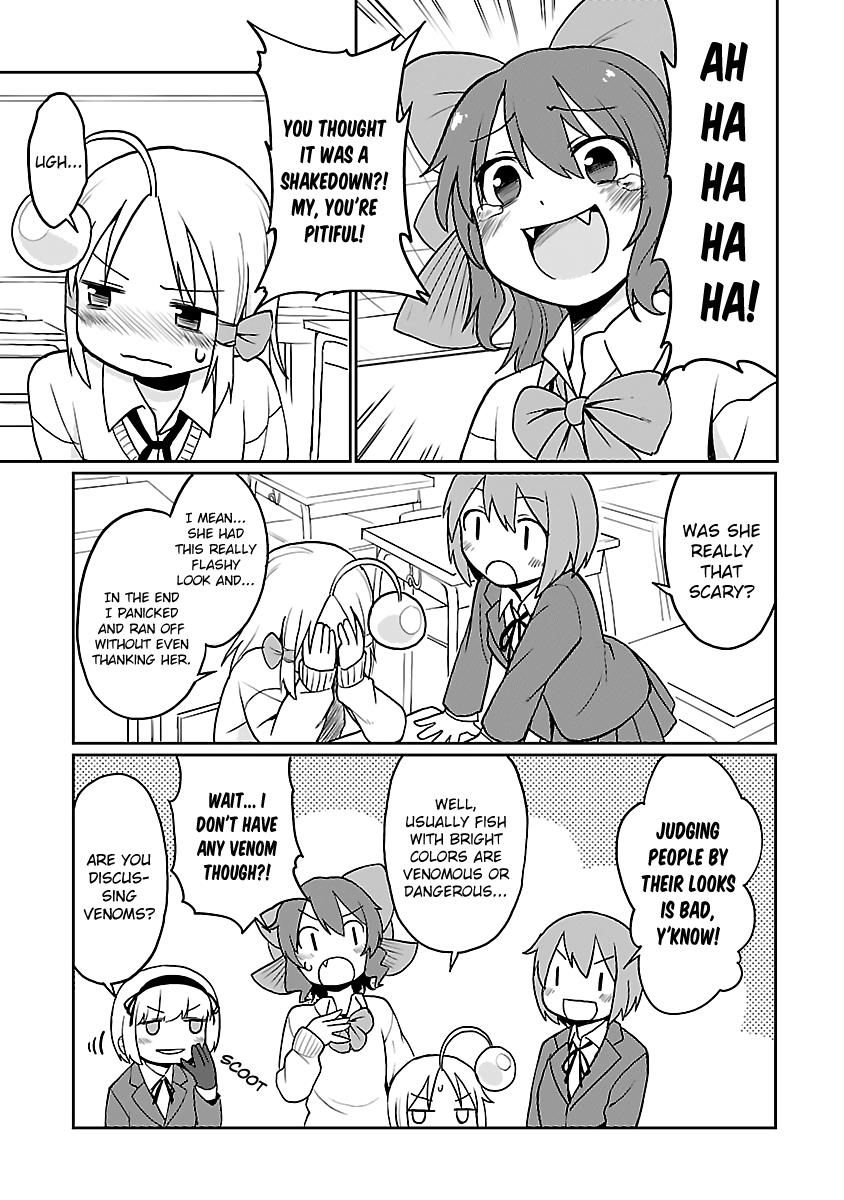 AH
HA
HA
HA
HA!
YOU THOUGHT
IT WAS A
SHAKEDOWN?!
MY, YOU'RE
PITIFUL!
UGH...
WAS SHE
REALLY
THAT
SCARY?
I MEAN...
SHE HAD
THIS REALLY
FLASHY
LOOK AND...
IN THE END
I PANICKED
AND RAN OFF
WITHOUT EVEN
THANKING HER.
JUDGING
PEOPLE BY
THEIR LOOKS
IS BAD,
Y'KNOW!
WELL,
USUALLY FISH
WITH BRIGHT
COLORS ARE
VENOMOUS OR
DANGEROUS...
WAIT... I
DON'T HAVE
ANY VENOM
THOUGH?!
ARE YOU
DISCUS-
SING
VENOMS?
SCOOT